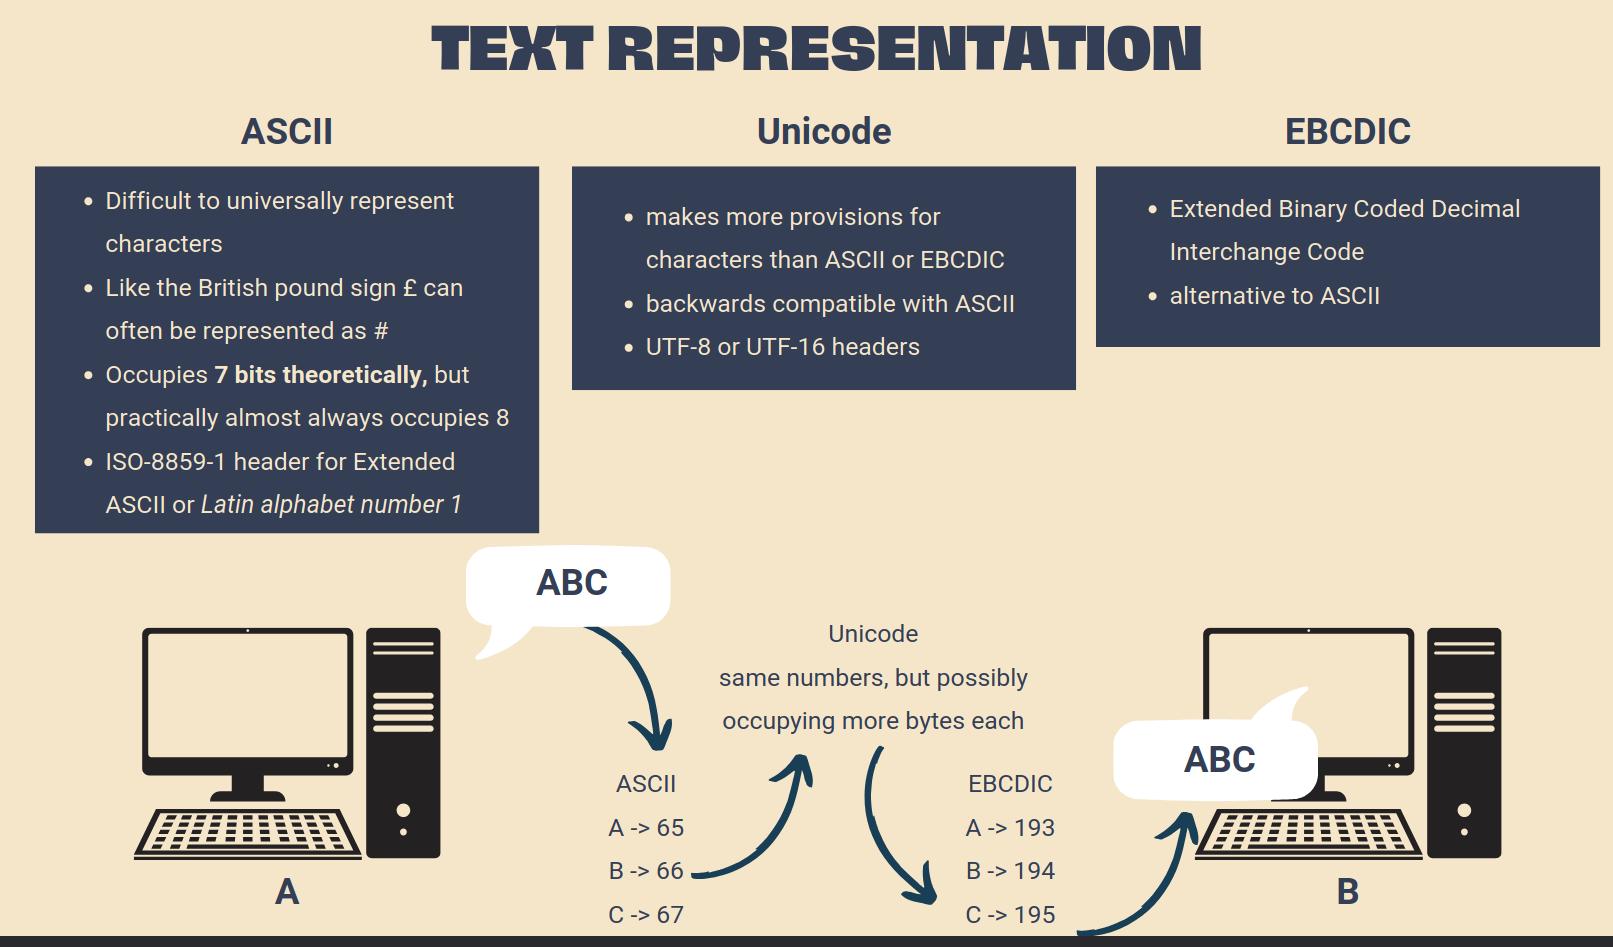 TEXT REPRESENTATION
ASCII
• Difficult to universally represent
characters
• Like the British pound sign £ can
often be represented as #
• Occupies 7 bits theoretically, but
practically almost always occupies 8
• ISO-8859-1 header for Extended
ASCII or Latin alphabet number 1
Unicode
• makes more provisions for
characters than ASCII or EBCDIC
• backwards compatible with ASCII
• UTF-8 or UTF-16 headers
EBCDIC
• Extended Binary Coded Decimal
Interchange Code
• alternative to ASCII
ABC
A
ASCII
A -> 65
B -> 66
C -> 67
Unicode
same numbers, but possibly
occupying more bytes each
EBCDIC
A -> 193
B -> 194
C -> 195
ABC
B